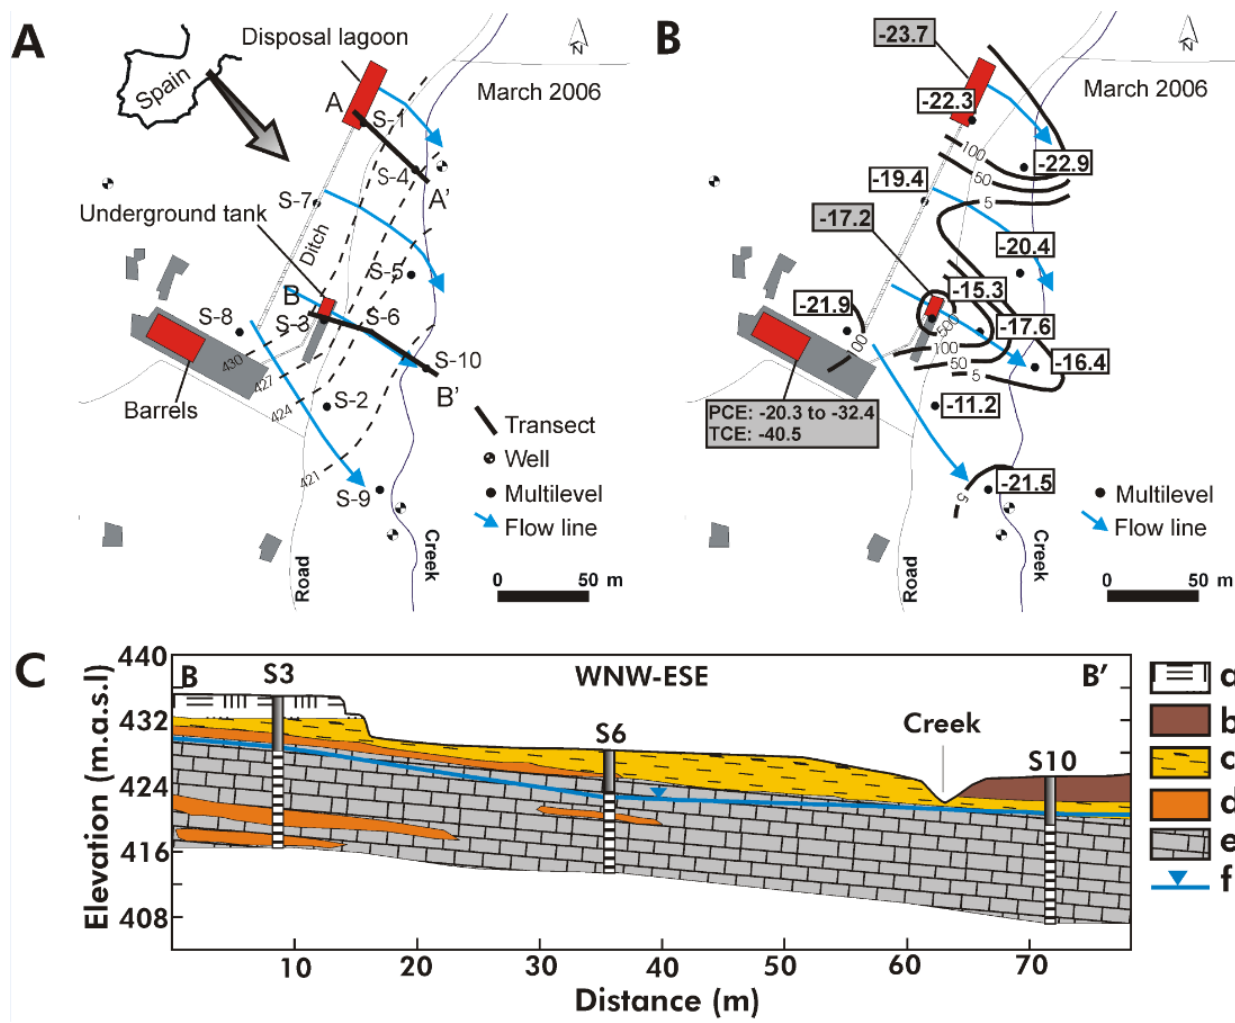 A
Spain
Disposal lagoon
N
March 2006
A
S-1
S-4
A'
S-7
Underground tank
Ditch
S-5
B
S-3
S-6
S-8
S-10
B'
430
427
424
421
Barrels
S-2
S-9
Transect
Well
Multilevel
Flow line
Road
Creek
0 50 m
B
-23.7
N
March 2006
-22.3
100
-22.9
50
5
-19.4
-17.2
-20.4
-15.3
-21.9
500
-17.6
100
50
5
-16.4
00
PCE: -20.3 to -32.4
TCE: -40.5
-11.2
-21.5
5
Multilevel
Flow line
Road
Creek
0 50 m
C
Elevation (m.a.s.l)
440
432
424
416
408
B
S3
WNW-ESE
B'
S6
Creek
S10
10 20 30 40 50 60 70
Distance (m)
a
b
c
d
e
f